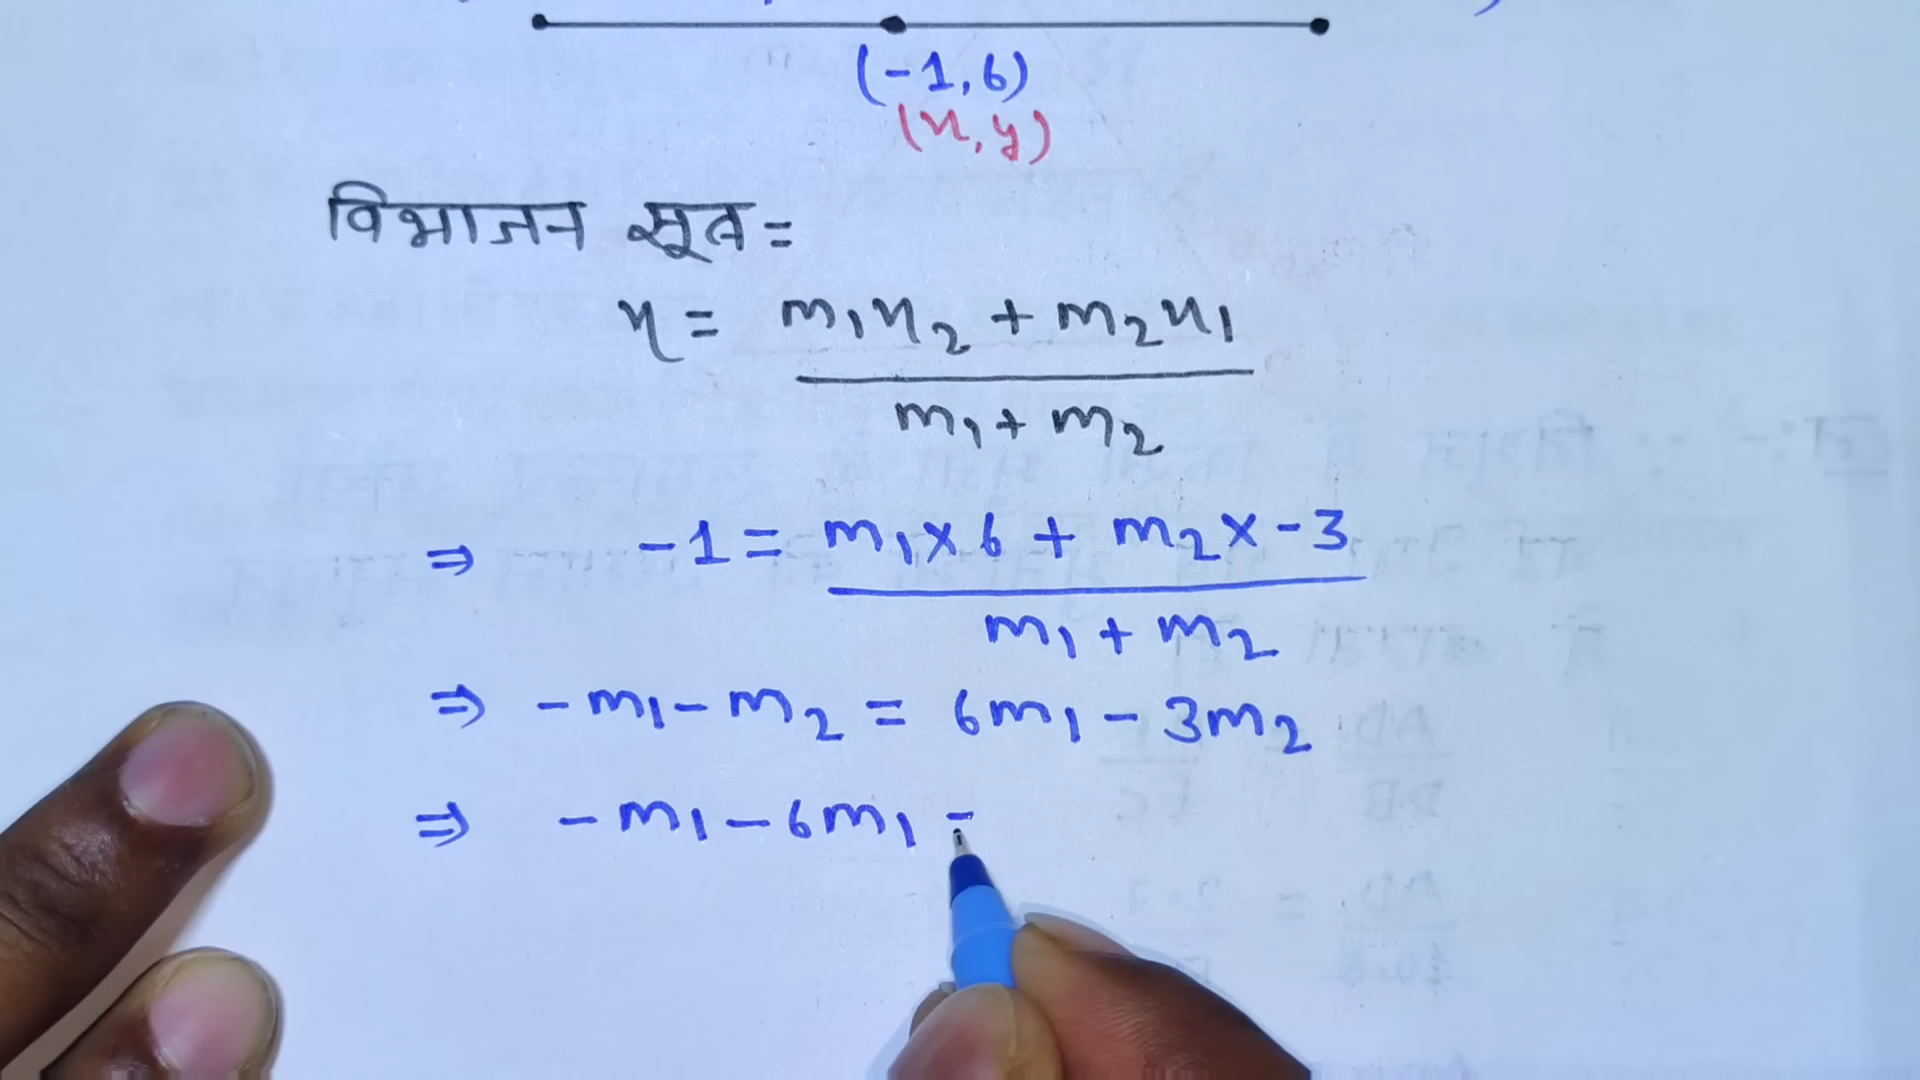 (-1,6)
(x,y)
विभाजन सूत्र=
x = m₁x₂ + m₂x₁
m₁ + m₂
⇒ -1 = m₁×6 + m₂×-3
m₁ + m₂
⇒ -m₁-m₂ = 6m₁ - 3m₂
⇒ -m₁-6m₁ =